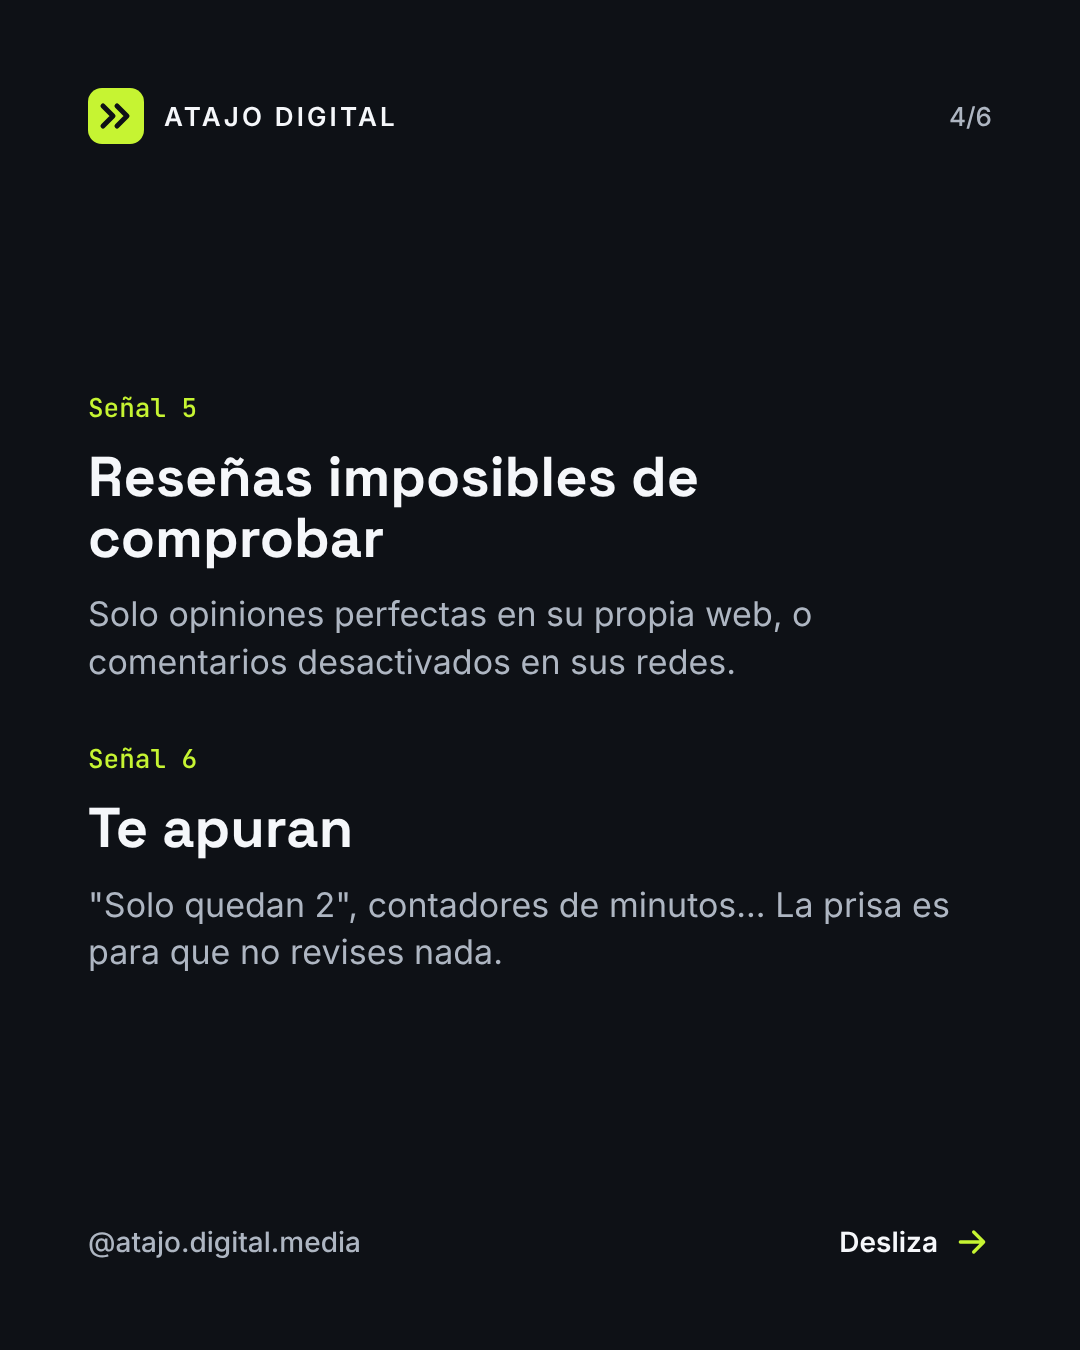 ATAJO DIGITAL
4/6
Señal 5
Reseñas imposibles de
comprobar
Solo opiniones perfectas en su propia web, o
comentarios desactivados en sus redes.
Señal 6
Te apuran
"Solo quedan 2", contadores de minutos... La prisa es
para que no revises nada.
@atajo.digital.media
Desliza →